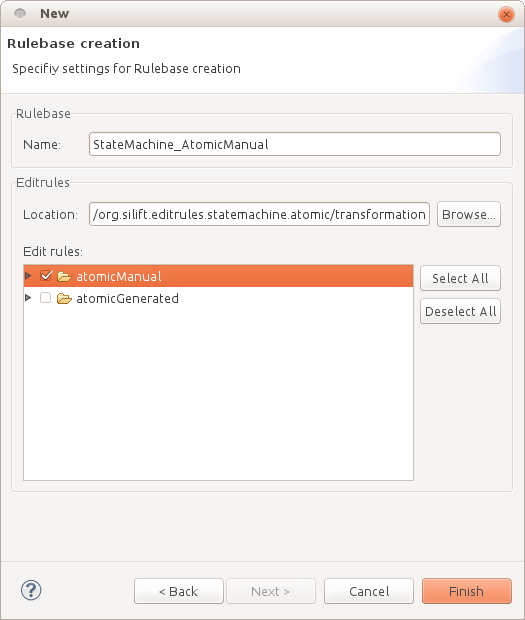 New
Rulebase creation
Specifiy settings for Rulebase creation
Rulebase
Name: StateMachine_AtomicManual
Editrules
Location: /org.silift.editrules.statemachine.atomic/transformation Browse...
Edit rules:
atomicManual
Select All
atomicGenerated
Deselect All
?
< Back Next > Cancel Finish